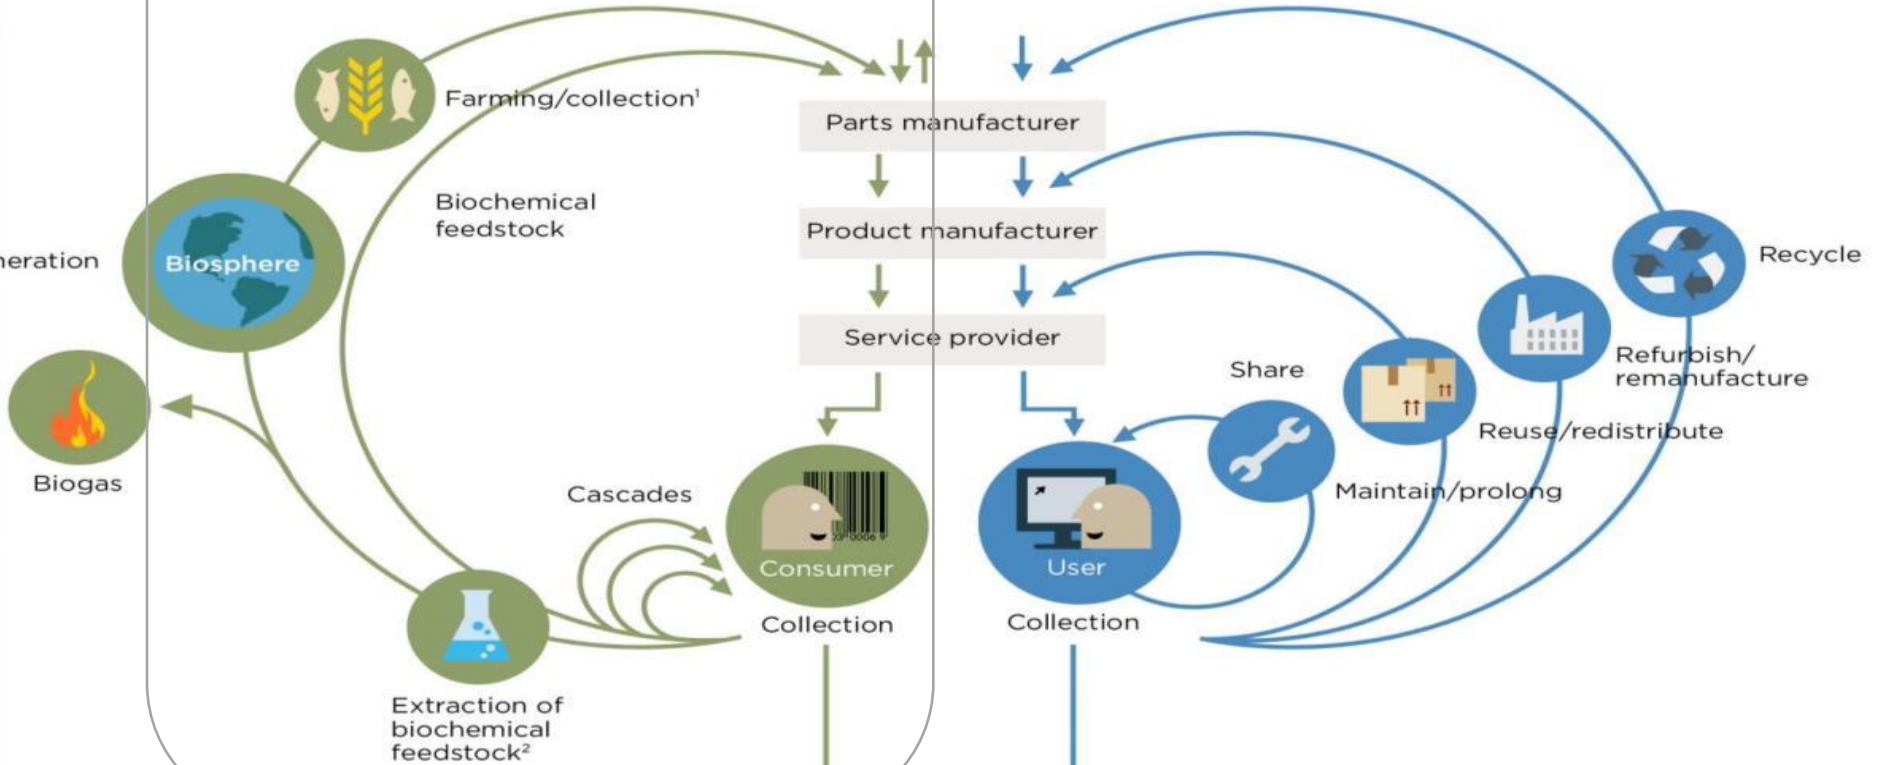 Farming/collection¹
Parts manufacturer
Biochemical
feedstock
Product manufacturer
neration
Biosphere
Recycle
Service provider
Refurbish/
remanufacture
Share
Reuse/redistribute
Biogas
Cascades
Maintain/prolong
Consumer
User
Collection
Collection
Extraction of
biochemical
feedstock²